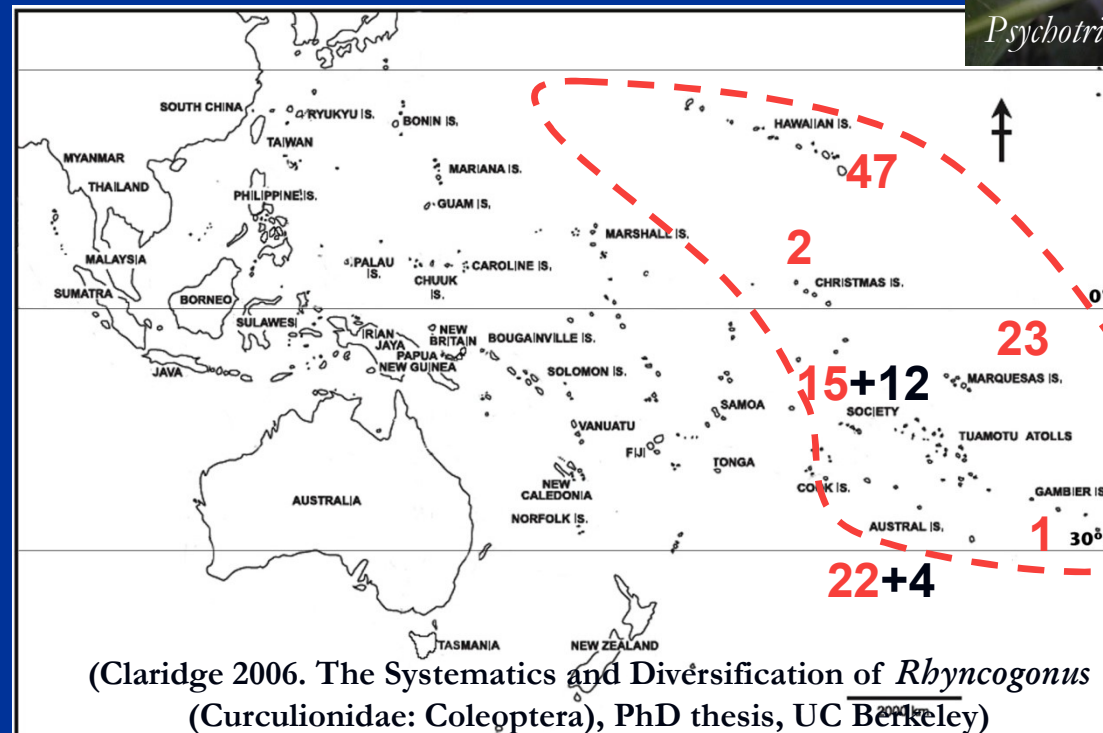 Psychotri
SOUTH CHINA
RYUKYU IS.
BONIN IS.
HAWAIIAN IS.
TAIWAN
47
MYANMAR
MARIANA IS.
THAILAND
PHILIPPINE IS.
GUAM IS.
MARSHALL IS.
2
MALAYSIA
PALAU IS.
CHUUK IS.
CAROLINE IS.
CHRISTMAS IS.
SUMATRA
BORNEO
0°
SULAWESI
IRIAN JAYA
NEW BRITAIN
BOUGAINVILLE IS.
23
PAPUA NEW GUINEA
JAVA
SOLOMON IS.
MARQUESAS IS.
15+12
SAMOA
SOCIETY
VANUATU
TUAMOTU ATOLLS
FIJI
TONGA
NEW CALEDONIA
COOK IS.
GAMBIER IS
AUSTRALIA
NORFOLK IS.
AUSTRAL IS.
1
30°
22+4
TASMANIA
NEW ZEALAND
(Claridge 2006. The Systematics and Diversification of Rhyncogonus
(Curculionidae: Coleoptera), PhD thesis, UC Berkeley)
2000 km